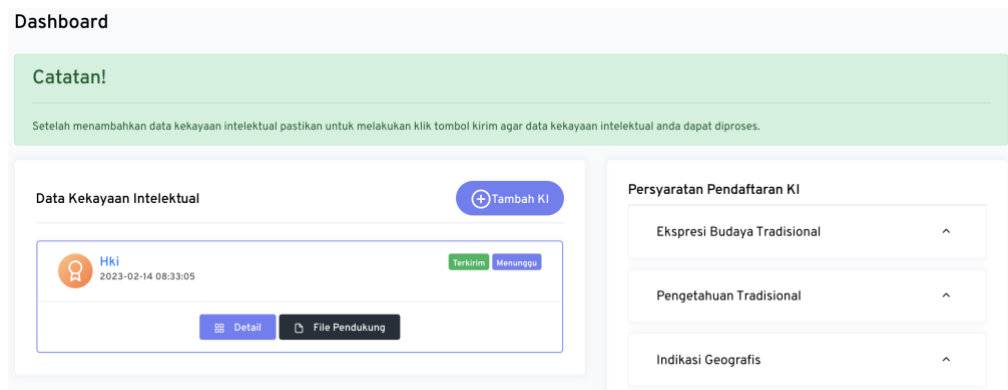 Dashboard
Catatan!
Setelah menambahkan data kekayaan intelektual pastikan untuk melakukan klik tombol kirim agar data kekayaan intelektual anda dapat diproses.
Data Kekayaan Intelektual
Tambah KI
Hki
2023-02-14 08:33:05
Terkirim Menunggu
Detail
File Pendukung
Persyaratan Pendaftaran KI
Ekspresi Budaya Tradisional
Pengetahuan Tradisional
Indikasi Geografis